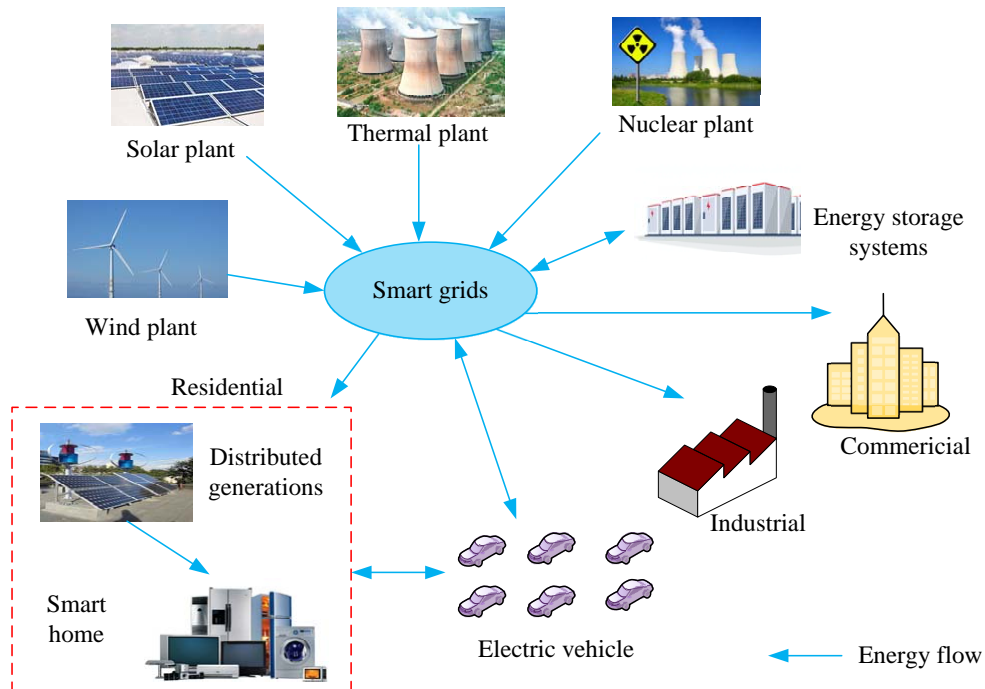 Solar plant
Thermal plant
Nuclear plant
Energy storage
systems
Smart grids
Wind plant
Residential
Commericial
Distributed
generations
Industrial
Smart
home
Electric vehicle
Energy flow